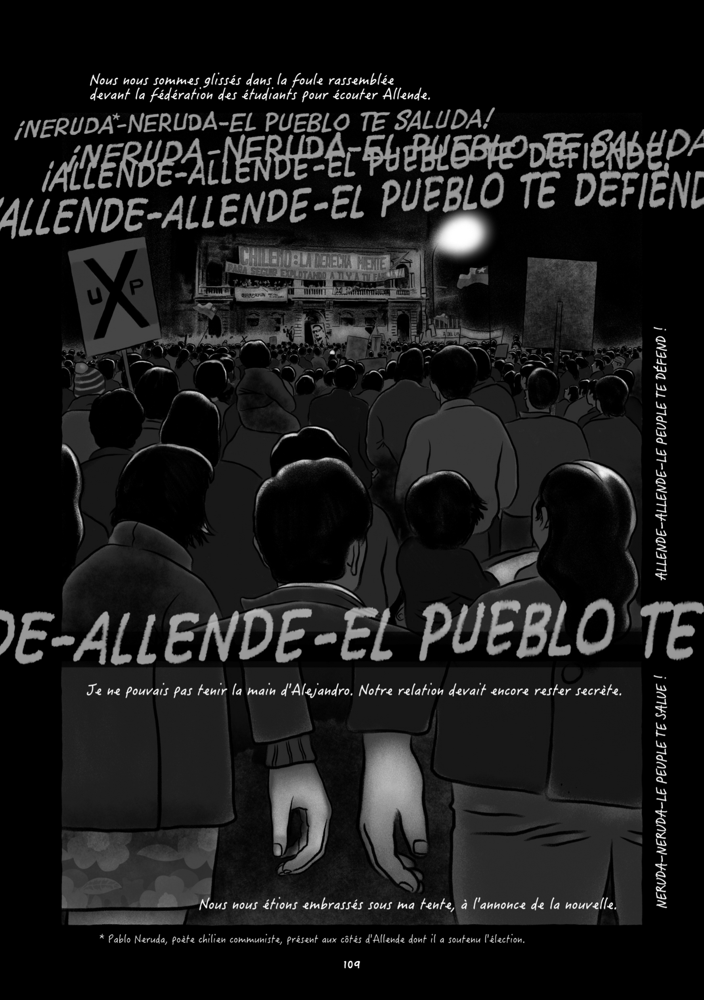 Nous nous sommes glissés dans la foule rassemblée
devant la fédération des étudiants pour écouter Allende.
¡NERUDA*-NERUDA-EL PUEBLO TE SALUDA!
¡NERUDA-NERUDA-EL PUEBLO TE SALUDA
¡ALLENDE-ALLENDE-EL PUEBLO TE DEFIENDE!
¡ALLENDE-ALLENDE-EL PUEBLO TE DEFIEND
CHILENO: LA DERECHA MIENTE
PARA SEGUIR EXPLOTANDO A TI Y A TU FAMILIA
U X P
QUILAPAYUN
A DEL LIB
ALLENDE-ALLENDE-LE PEUPLE TE DÉFEND !
DE-ALLENDE-EL PUEBLO TE
Je ne pouvais pas tenir la main d'Alejandro. Notre relation devait encore rester secrète.
NERUDA-NERUDA-LE PEUPLE TE SALUE !
Nous nous étions embrassés sous ma tente, à l'annonce de la nouvelle.
* Pablo Neruda, poète chilien communiste, présent aux côtés d'Allende dont il a soutenu l'élection.
109